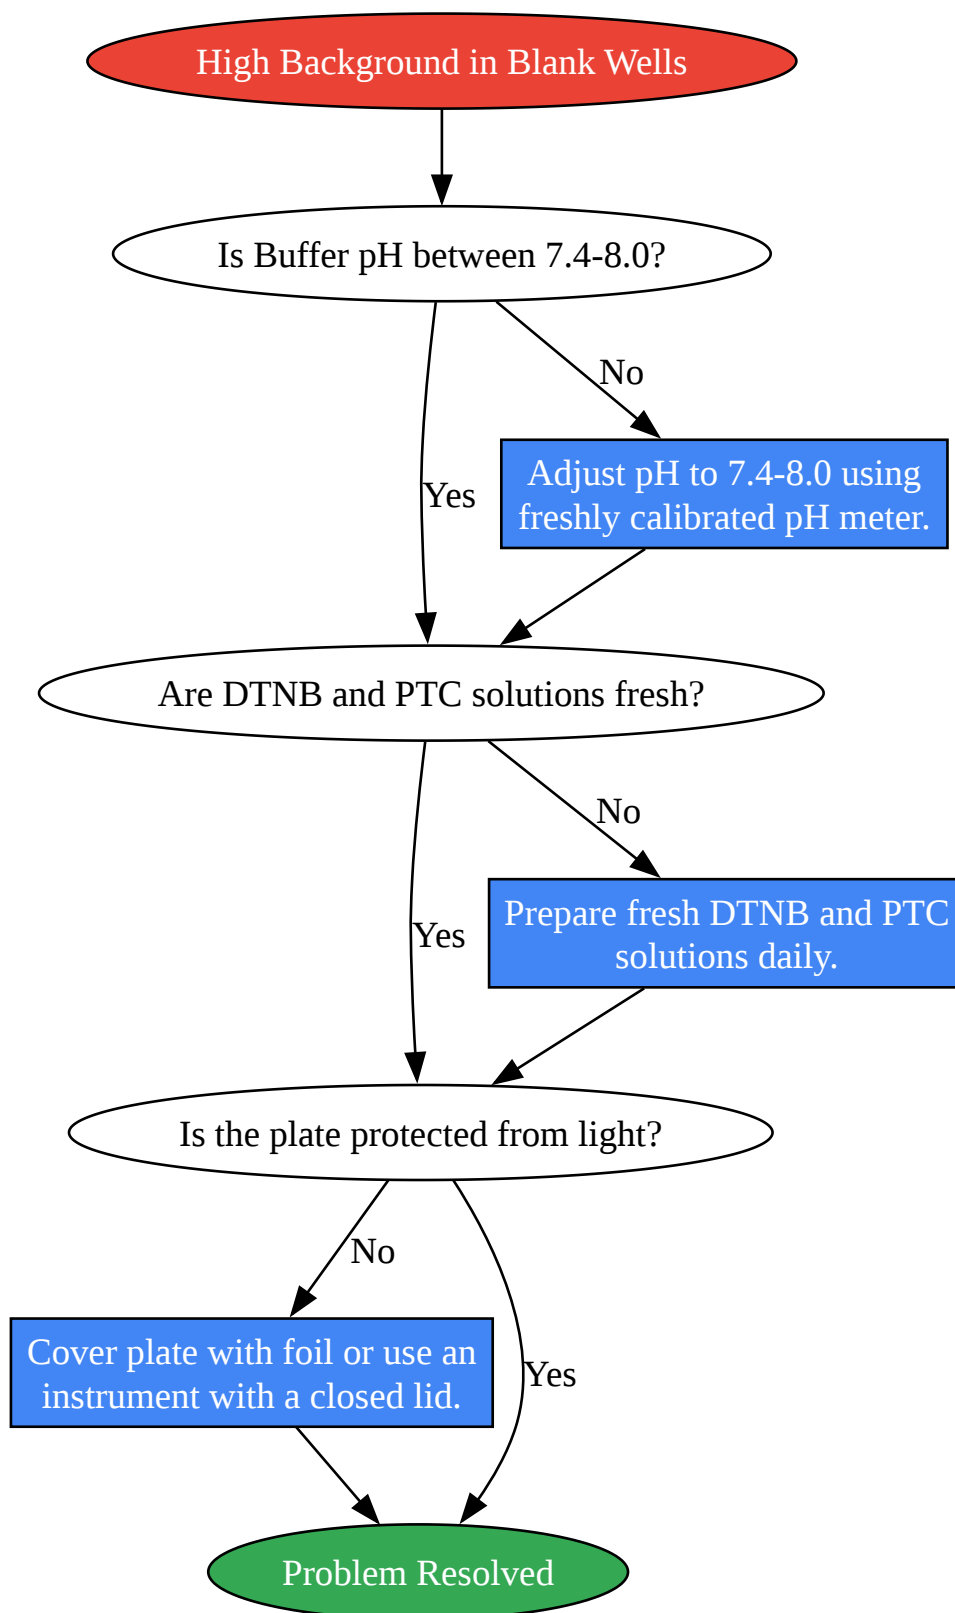 High Background in Blank Wells
Is Buffer pH between 7.4-8.0?
No
Adjust pH to 7.4-8.0 using
freshly calibrated pH meter.
Yes
Are DTNB and PTC solutions fresh?
No
Prepare fresh DTNB and PTC
solutions daily.
Yes
Is the plate protected from light?
No
Cover plate with foil or use an
instrument with a closed lid.
Yes
Problem Resolved